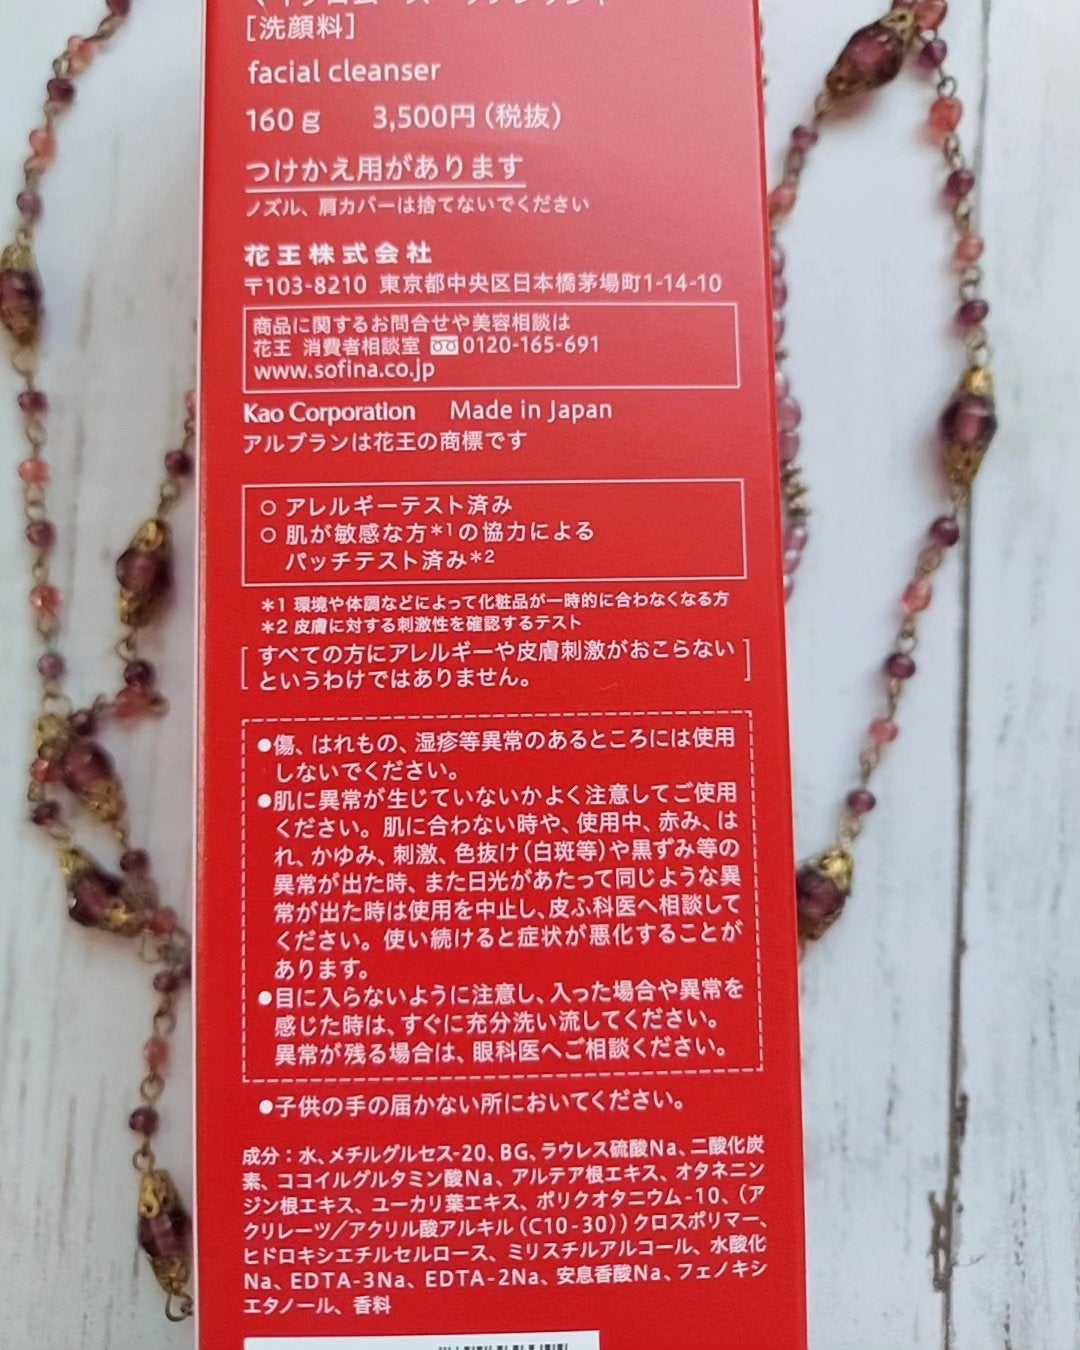 [洗顔料]
facial cleanser
160g 3,500円(税抜)
つけかえ用があります
ノズル、肩カバーは捨てないでください
花王株式会社
〒103-8210 東京都中央区日本橋茅場町1-14-10
商品に関するお問合せや美容相談は
花王 消費者相談室 0120-165-691
www.sofina.co.jp
Kao Corporation Made in Japan
アルブランは花王の商標です
○ アレルギーテスト済み
○ 肌が敏感な方*1の協力による
パッチテスト済み*2
*1 環境や体調などによって化粧品が一時的に合わなくなる方
*2 皮膚に対する刺激性を確認するテスト
[すべての方にアレルギーや皮膚刺激がおこらない
というわけではありません。]
●傷、はれもの、湿疹等異常のあるところには使用
しないでください。
●肌に異常が生じていないかよく注意してご使用
ください。肌に合わない時や、使用中、赤み、は
れ、かゆみ、刺激、色抜け(白斑等)や黒ずみ等の
異常が出た時、また日光があたって同じような異
常が出た時は使用を中止し、皮ふ科医へ相談して
ください。使い続けると症状が悪化することが
あります。
●目に入らないように注意し、入った場合や異常を
感じた時は、すぐに充分洗い流してください。
異常が残る場合は、眼科医へご相談ください。
●子供の手の届かない所においてください。
成分:水、メチルグルセス-20、BG、ラウレス硫酸Na、二酸化炭
素、ココイルグルタミン酸Na、アルテア根エキス、オタネニン
ジン根エキス、ユーカリ葉エキス、ポリクオタニウム-10、(ア
クリレーツ/アクリル酸アルキル(C10-30))クロスポリマー、
ヒドロキシエチルセルロース、ミリスチルアルコール、水酸化
Na、EDTA-3Na、EDTA-2Na、安息香酸Na、フェノキシ
エタノール、香料